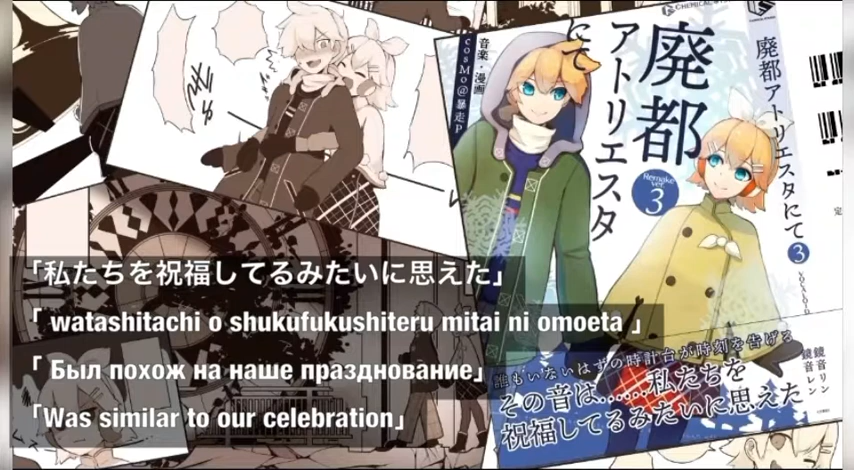 CHEMICAL SYSTEM
cosMo@暴走P
音楽・漫画
廃都
アトリエスタ
にて
Remake ver
3
廃都アトリエスタにて
3
VOCALOID
「私たちを祝福してるみたいに思えた」
「 watashitachi o shukufukushiteru mitai ni omoeta 」
「 Был похож на наше празднование」
「Was similar to our celebration」
誰もいないはずの時計台が時刻を告げる
その音は……私たちを
祝福してるみたいに思えた
鏡音リン
鏡音レン